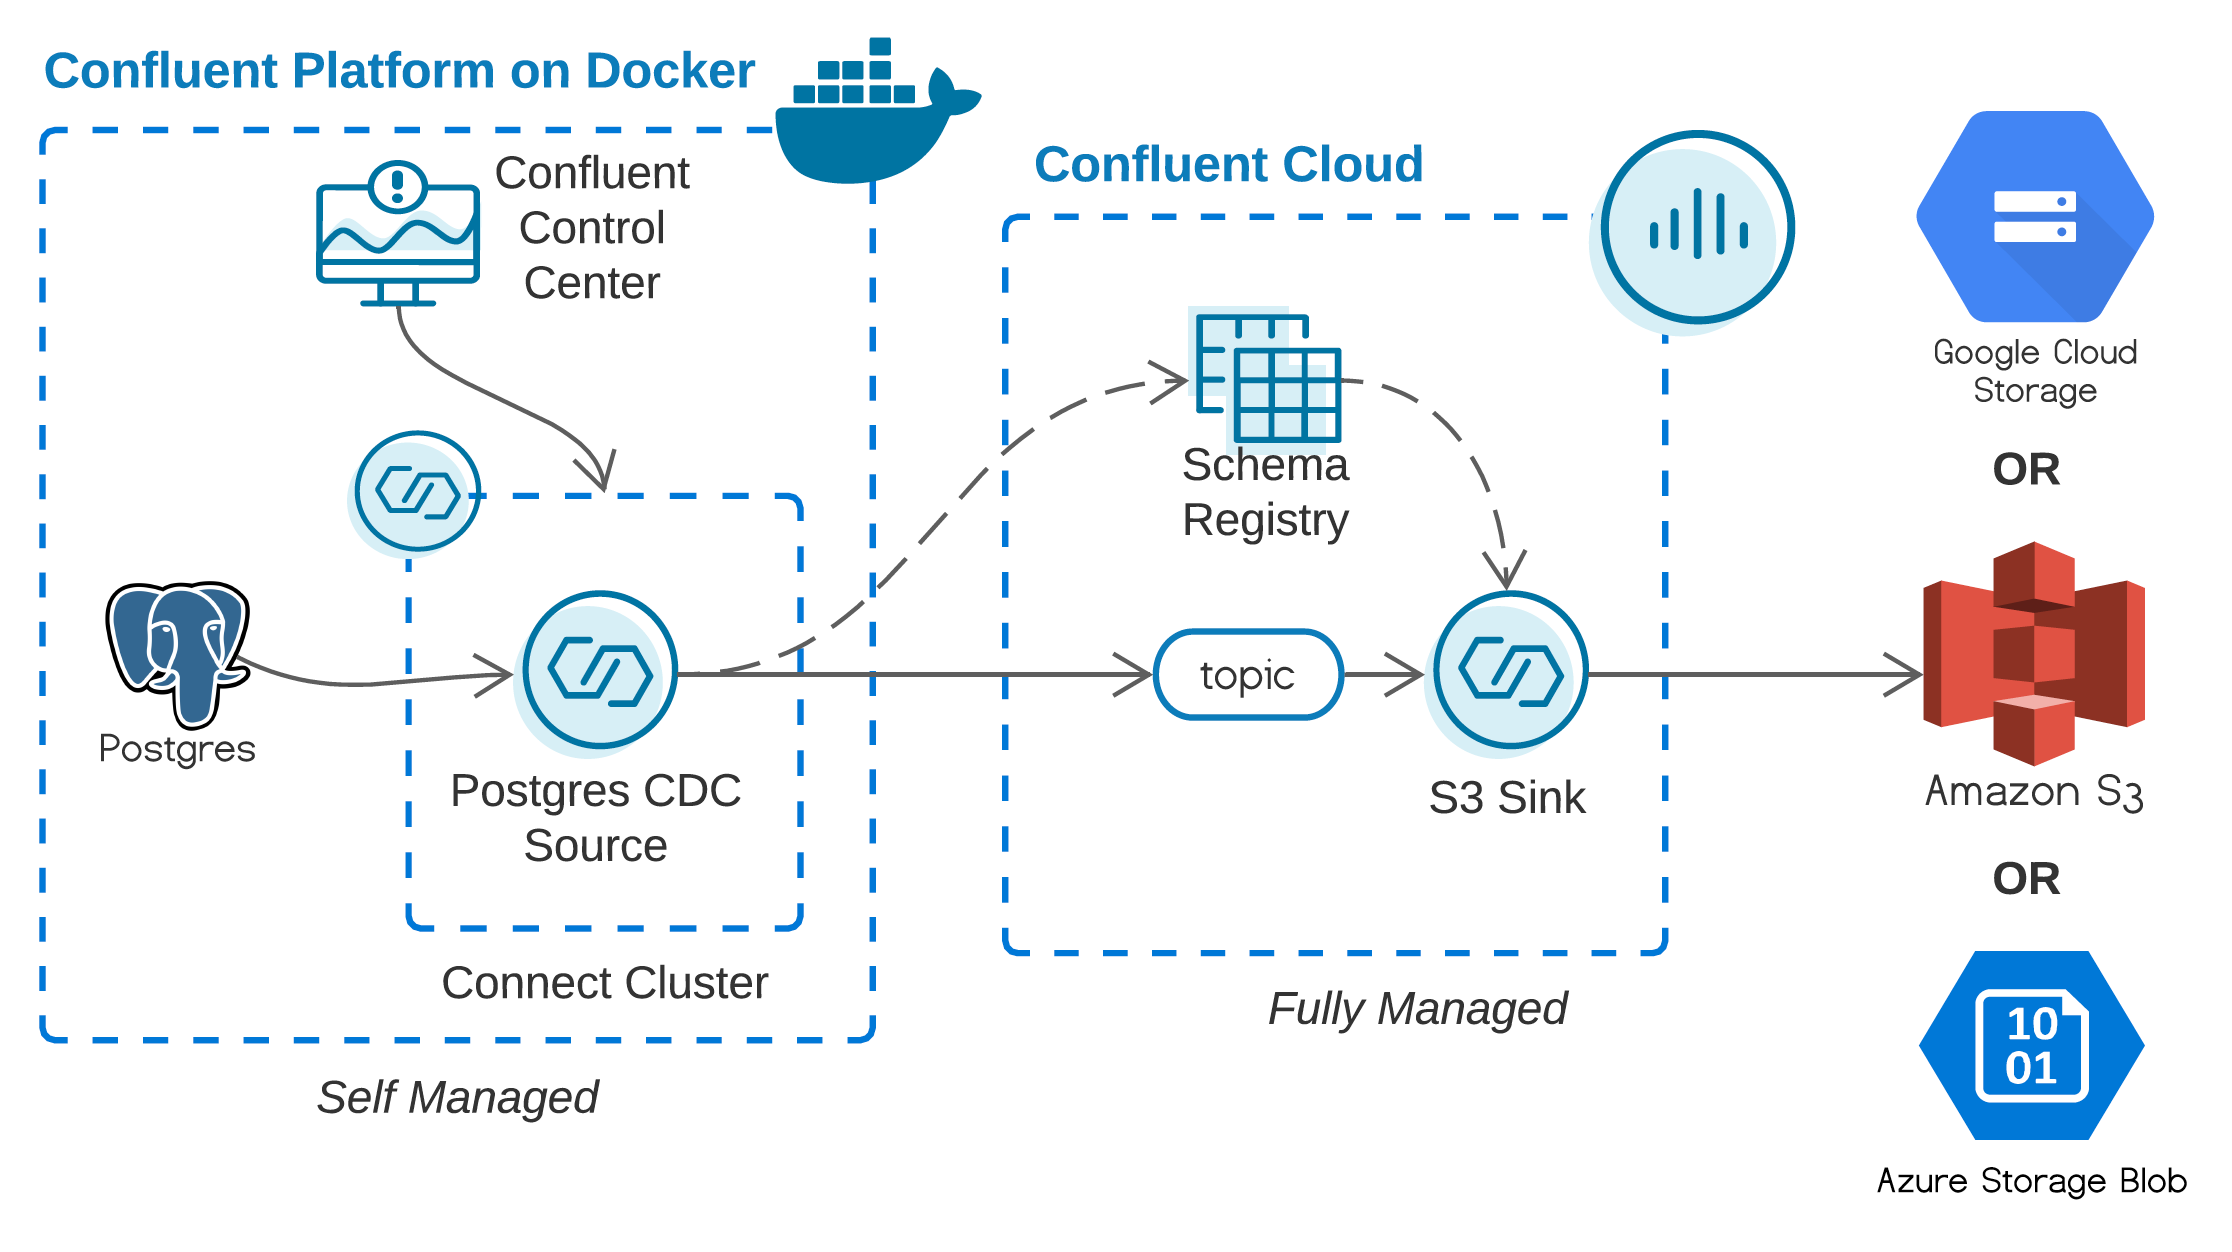 Confluent Platform on Docker
Confluent
Control
Center
Postgres
Postgres CDC
Source
Connect Cluster
Self Managed
Confluent Cloud
Schema
Registry
topic
S3 Sink
Fully Managed
Google Cloud
Storage
OR
Amazon S3
OR
10
01
Azure Storage Blob